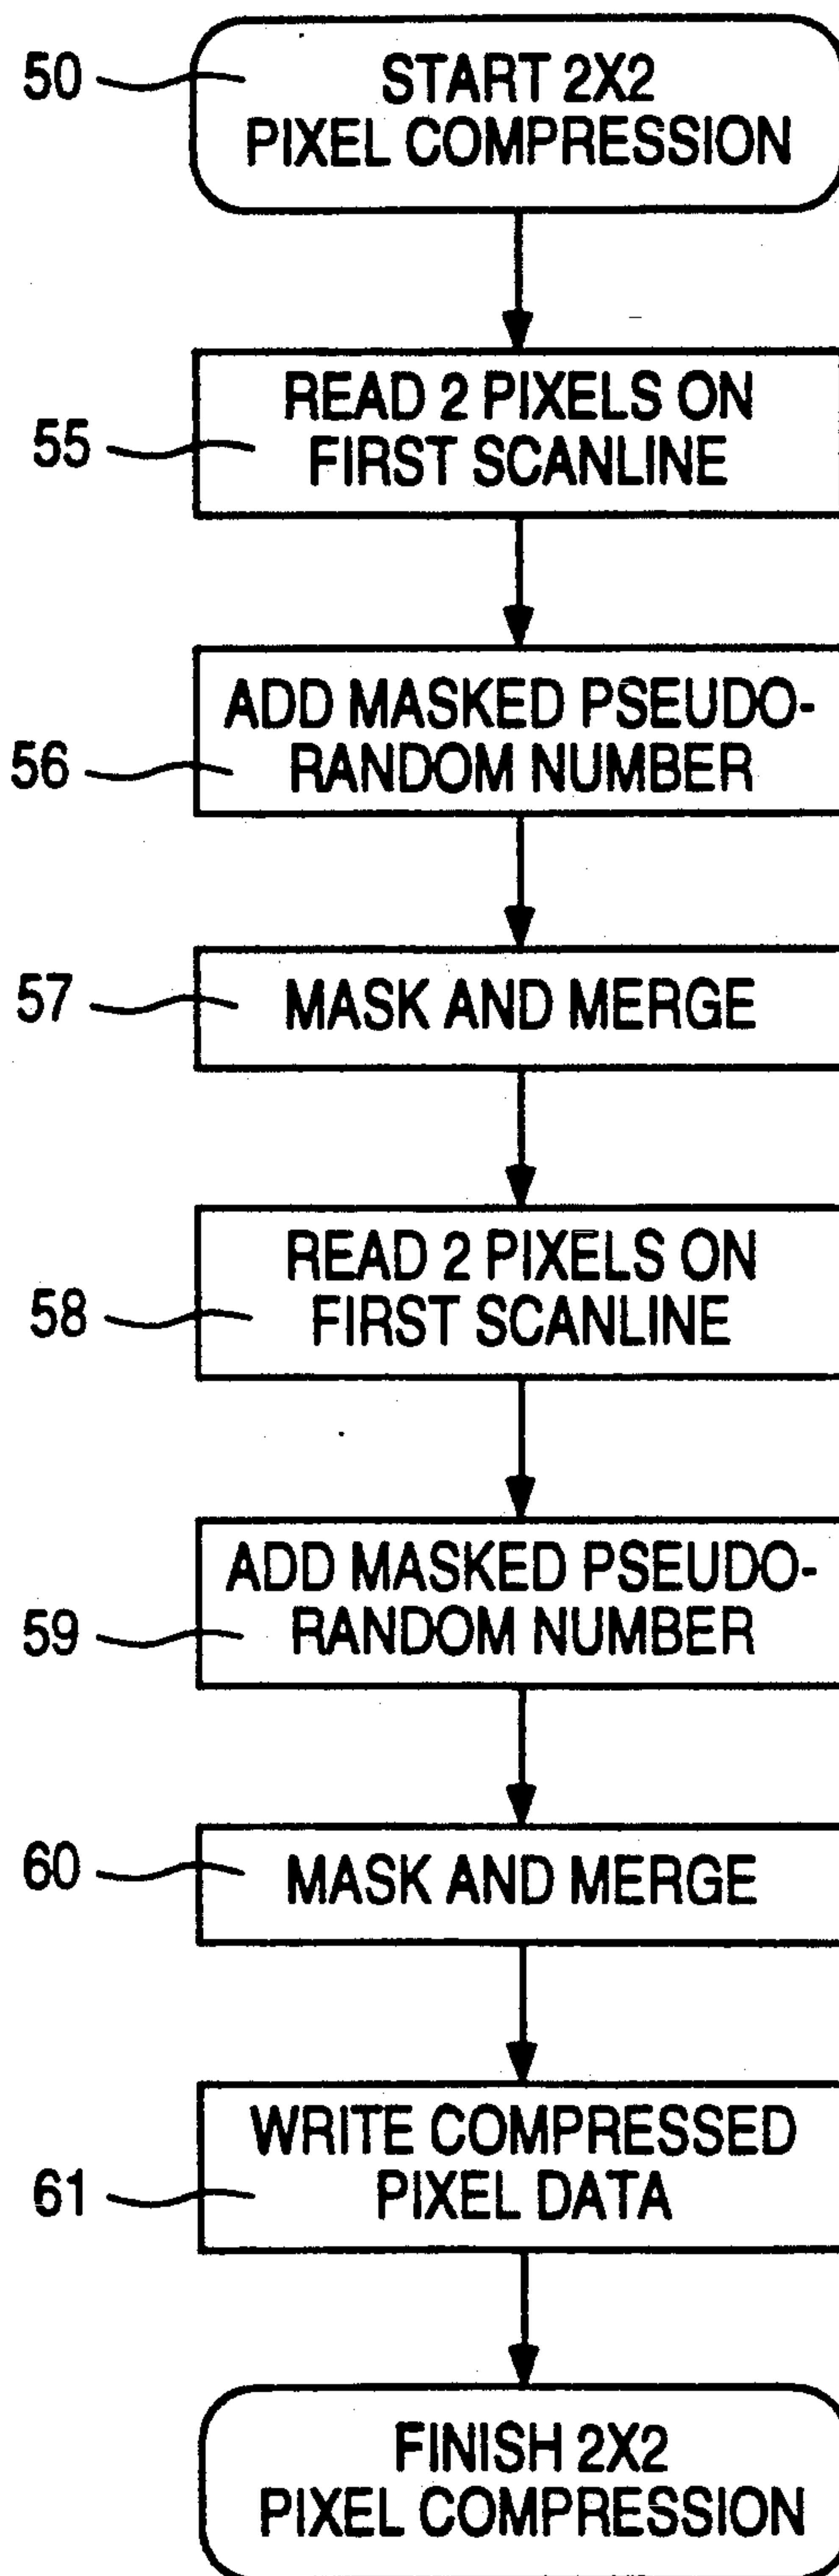 50
START 2X2
PIXEL COMPRESSION
55
READ 2 PIXELS ON
FIRST SCANLINE
56
ADD MASKED PSEUDO-
RANDOM NUMBER
57
MASK AND MERGE
58
READ 2 PIXELS ON
FIRST SCANLINE
59
ADD MASKED PSEUDO-
RANDOM NUMBER
60
MASK AND MERGE
61
WRITE COMPRESSED
PIXEL DATA
FINISH 2X2
PIXEL COMPRESSION